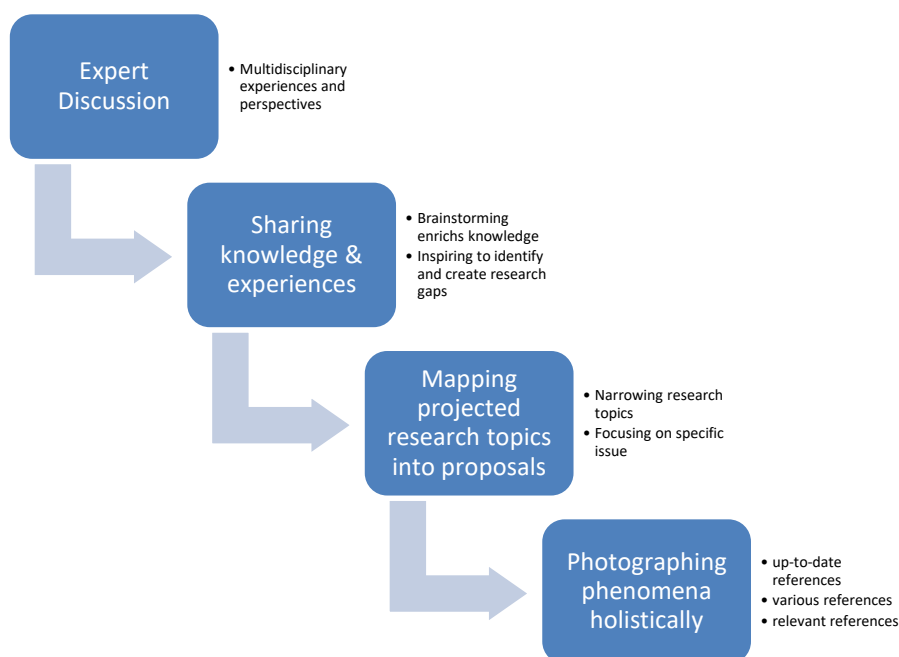 Expert
Discussion
• Multidisciplinary
experiences and
perspectives
Sharing
knowledge &
experiences
• Brainstorming
enrichs knowledge
• Inspiring to identify
and create research
gaps
Mapping
projected
research topics
into proposals
• Narrowing research
topics
• Focusing on specific
issue
Photographing
phenomena
holistically
• up-to-date
references
• various references
• relevant references